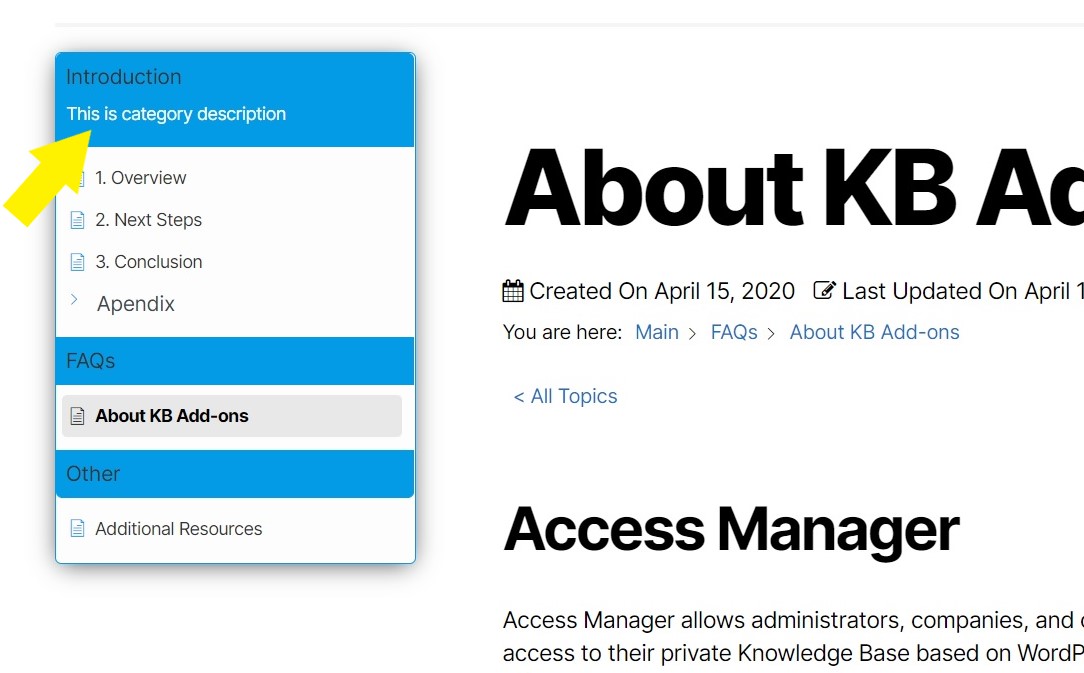 Introduction
This is category description
1. Overview
2. Next Steps
3. Conclusion
Apendix
FAQs
About KB Add-ons
Other
Additional Resources
About KB Ad
Created On April 15, 2020 Last Updated On April 1
You are here: Main > FAQs > About KB Add-ons
< All Topics
Access Manager
Access Manager allows administrators, companies, and
access to their private Knowledge Base based on WordP